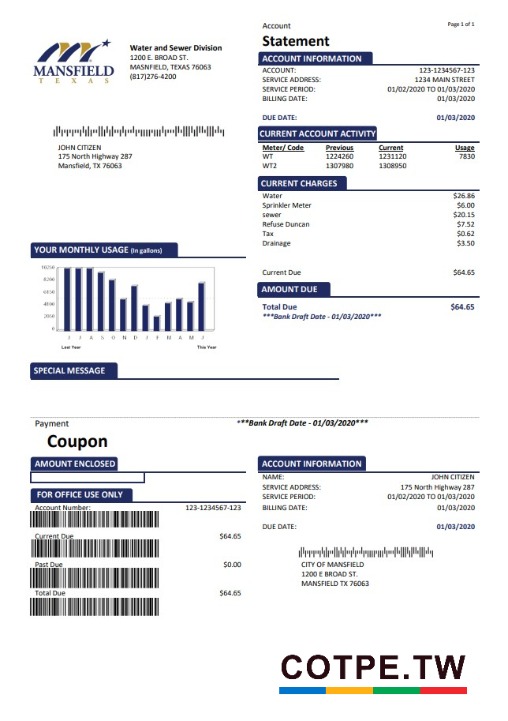 Account
Page 1 of 1
Statement
MANSFIELD
T E X A S
Water and Sewer Division
1200 E. BROAD ST.
MASNFIELD, TEXAS 76063
(817)276-4200
ACCOUNT INFORMATION
ACCOUNT: 123-1234567-123
SERVICE ADDRESS: 1234 MAIN STREET
SERVICE PERIOD: 01/02/2020 TO 01/03/2020
BILLING DATE: 01/03/2020
DUE DATE: 01/03/2020
JOHN CITIZEN
175 North Highway 287
Mansfield, TX 76063
CURRENT ACCOUNT ACTIVITY
Meter/ Code Previous Current Usage
WT 1224260 1231120 7830
WT2 1307980 1308950
CURRENT CHARGES
Water $26.86
Sprinkler Meter $6.00
sewer $20.15
Refuse Duncan $7.52
Tax $0.62
Drainage $3.50
Current Due $64.65
AMOUNT DUE
Total Due $64.65
***Bank Draft Date - 01/03/2020***
YOUR MONTHLY USAGE (In gallons)
10200
8200
6200
4000
2000
0
J J A S O N D J F M A M J
Last Year This Year
SPECIAL MESSAGE
Payment
***Bank Draft Date - 01/03/2020***
Coupon
AMOUNT ENCLOSED
FOR OFFICE USE ONLY
Account Number: 123-1234567-123
Current Due $64.65
Past Due $0.00
Total Due $64.65
ACCOUNT INFORMATION
NAME: JOHN CITIZEN
SERVICE ADDRESS: 175 North Highway 287
SERVICE PERIOD: 01/02/2020 TO 01/03/2020
BILLING DATE: 01/03/2020
DUE DATE: 01/03/2020
CITY OF MANSFIELD
1200 E BROAD ST.
MANSFIELD TX 76063
COTPE.TW